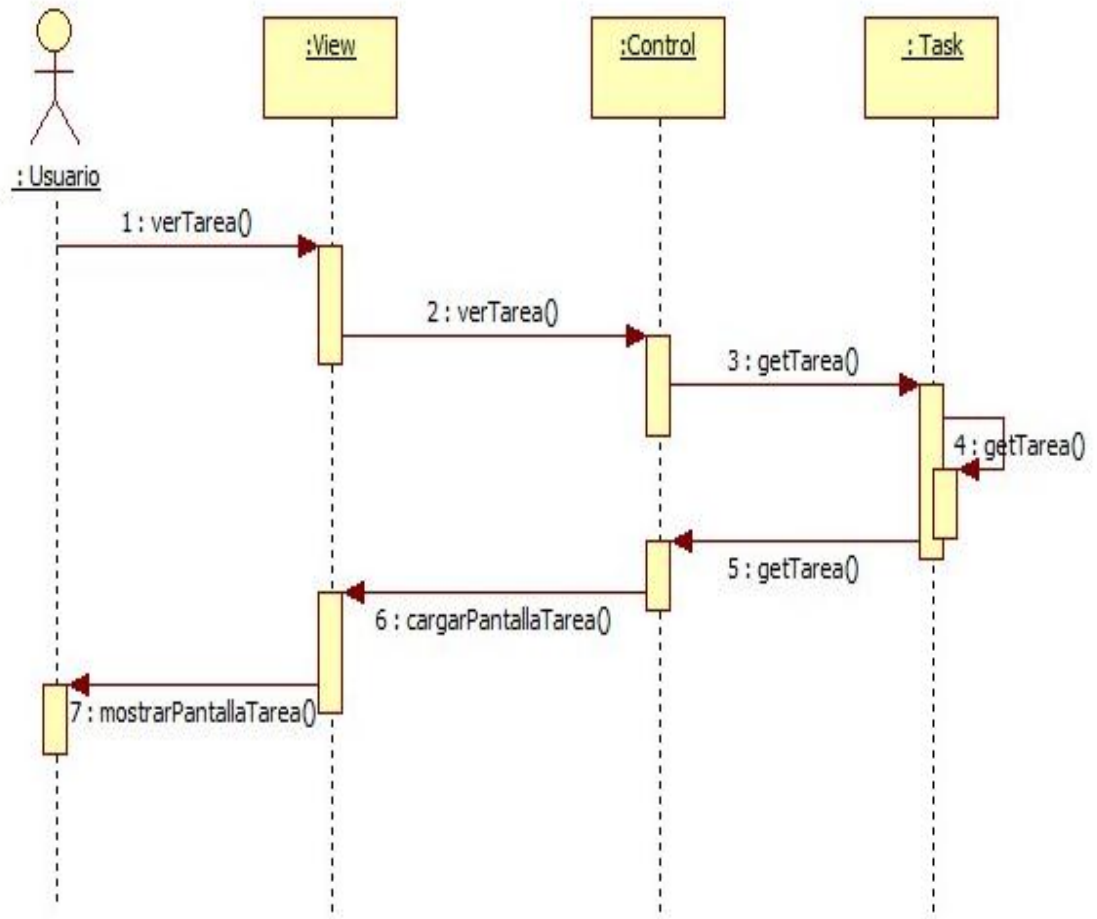 :View
:Control
: Task
: Usuario
1 : verTarea()
2 : verTarea()
3 : getTarea()
4 : getTarea()
5 : getTarea()
6 : cargarPantallaTarea()
7 : mostrarPantallaTarea()